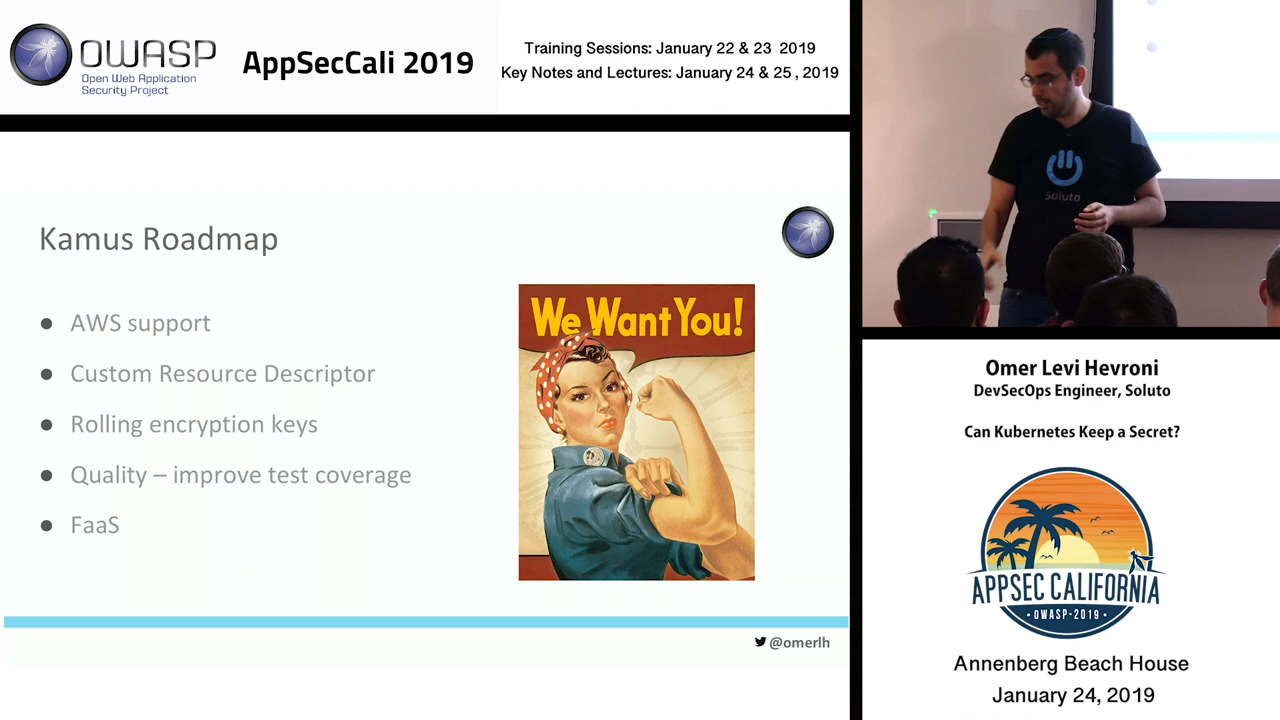 OWASP
Open Web Application
Security Project
AppSecCali 2019
Training Sessions: January 22 & 23 2019
Key Notes and Lectures: January 24 & 25 , 2019
Kamus Roadmap
● AWS support
● Custom Resource Descriptor
● Rolling encryption keys
● Quality – improve test coverage
● FaaS
We Want You!
@omerlh
Soluto
Omer Levi Hevroni
DevSecOps Engineer, Soluto
Can Kubernetes Keep a Secret?
APPSEC CALIFORNIA
• OWASP-2019 •
Annenberg Beach House
January 24, 2019